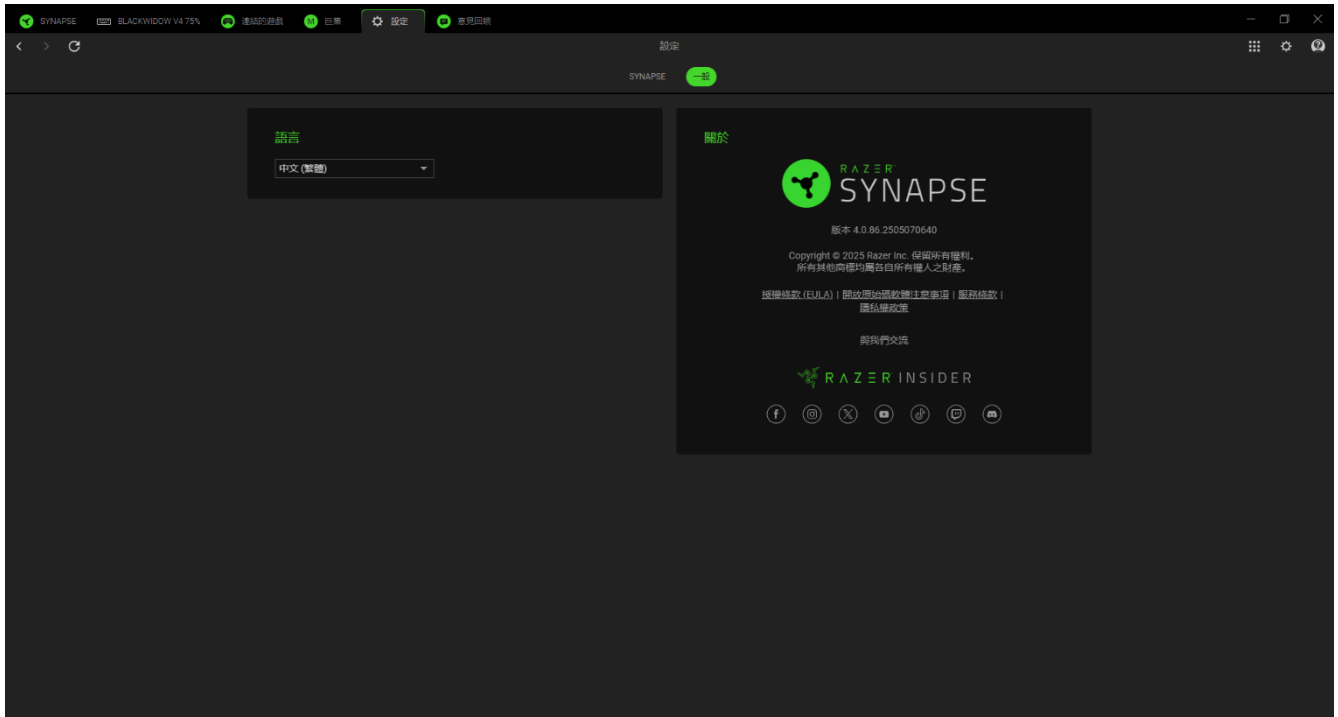 SYNAPSE BLACKWIDOW V4 75% 連結的遊戲 M 巨集 設定 意見回饋
設定
SYNAPSE 一般
語言
中文 (繁體)
關於
RAZER
SYNAPSE
版本 4.0.86.2505070640
Copyright © 2025 Razer Inc. 保留所有權利。
所有其他商標均屬各自所有權人之財產。
授權條款 (EULA) | 開放原始碼軟體注意事項 | 服務條款 |
隱私權政策
與我們交流
RAZER INSIDER